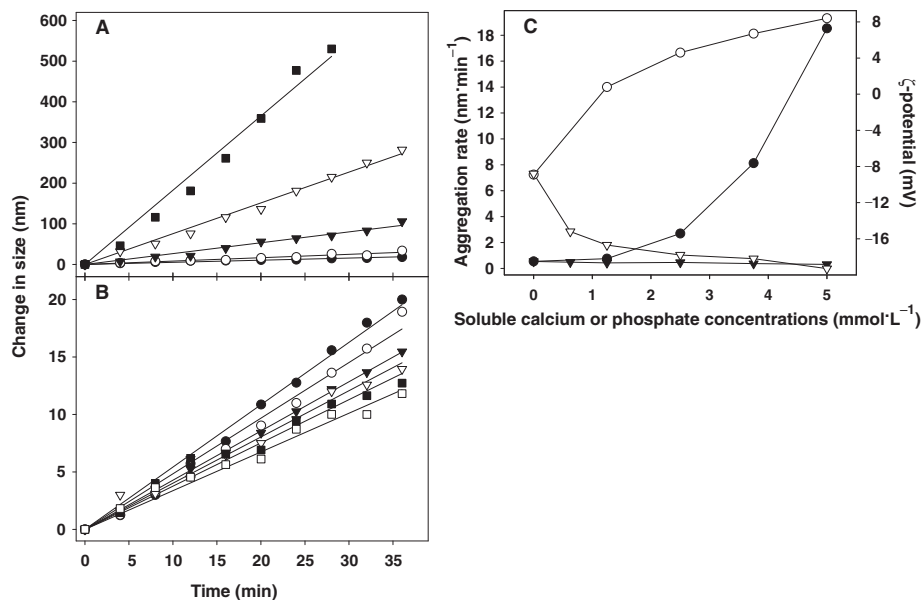 A
600
500
400
300
200
100
0
Change in size (nm)
B
20
15
10
5
0
0 5 10 15 20 25 30 35
Time (min)
C
18
16
14
12
10
8
6
4
2
0
Aggregation rate (nm·min⁻¹)
8
4
0
−4
−8
−12
−16
ζ-potential (mV)
0 1 2 3 4 5
Soluble calcium or phosphate concentrations (mmol·L⁻¹)